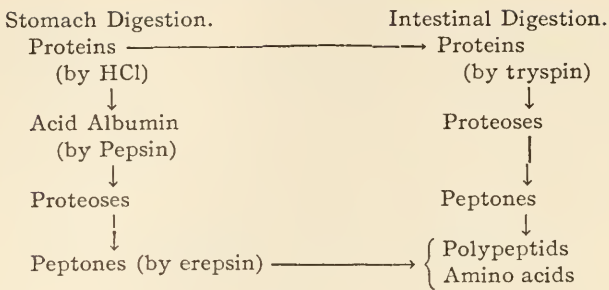 Stomach Digestion. Intestinal Digestion.
Proteins Proteins
(by HCl) (by tryspin)
Acid Albumin Proteoses
(by Pepsin)
Proteoses Peptones
Peptones (by erepsin) Polypeptids
Amino acids